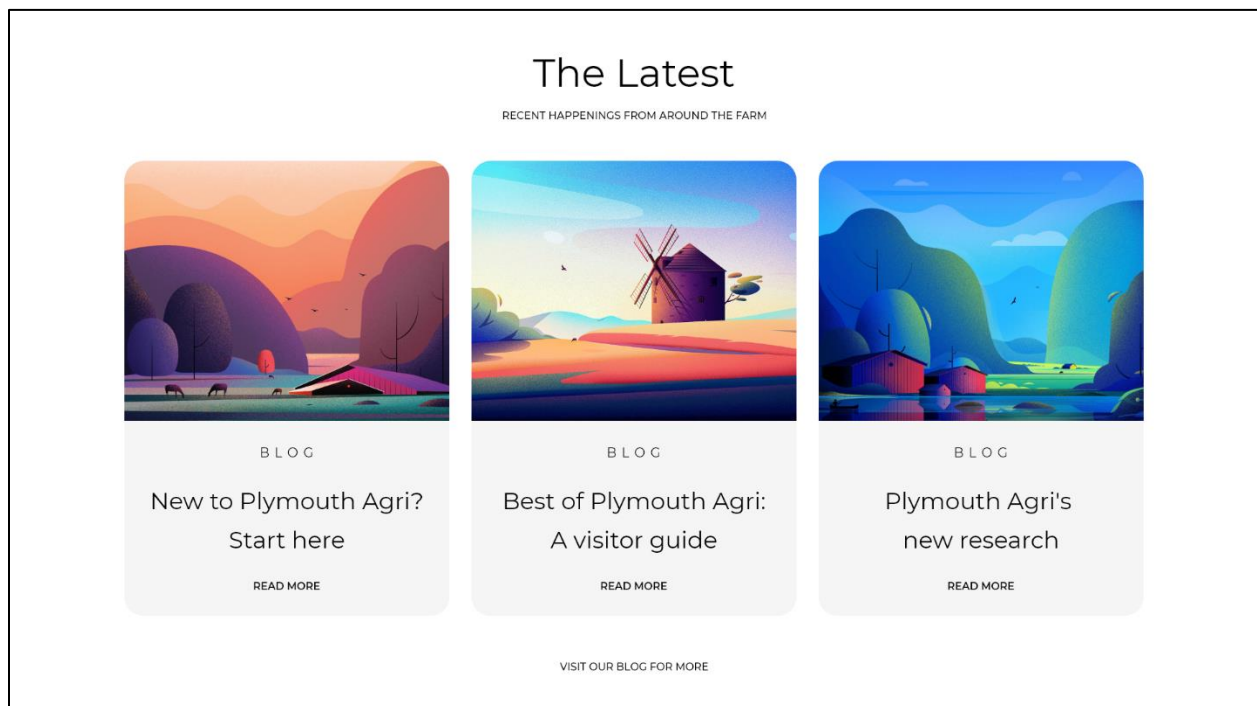 The Latest
RECENT HAPPENINGS FROM AROUND THE FARM
BLOG
New to Plymouth Agri?
Start here
READ MORE
BLOG
Best of Plymouth Agri:
A visitor guide
READ MORE
BLOG
Plymouth Agri's
new research
READ MORE
VISIT OUR BLOG FOR MORE